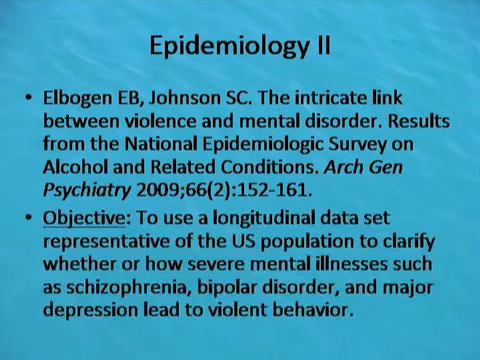 Epidemiology II
• Elbogen EB, Johnson SC. The intricate link
between violence and mental disorder. Results
from the National Epidemiologic Survey on
Alcohol and Related Conditions. Arch Gen
Psychiatry 2009;66(2):152-161.
• Objective: To use a longitudinal data set
representative of the US population to clarify
whether or how severe mental illnesses such
as schizophrenia, bipolar disorder, and major
depression lead to violent behavior.